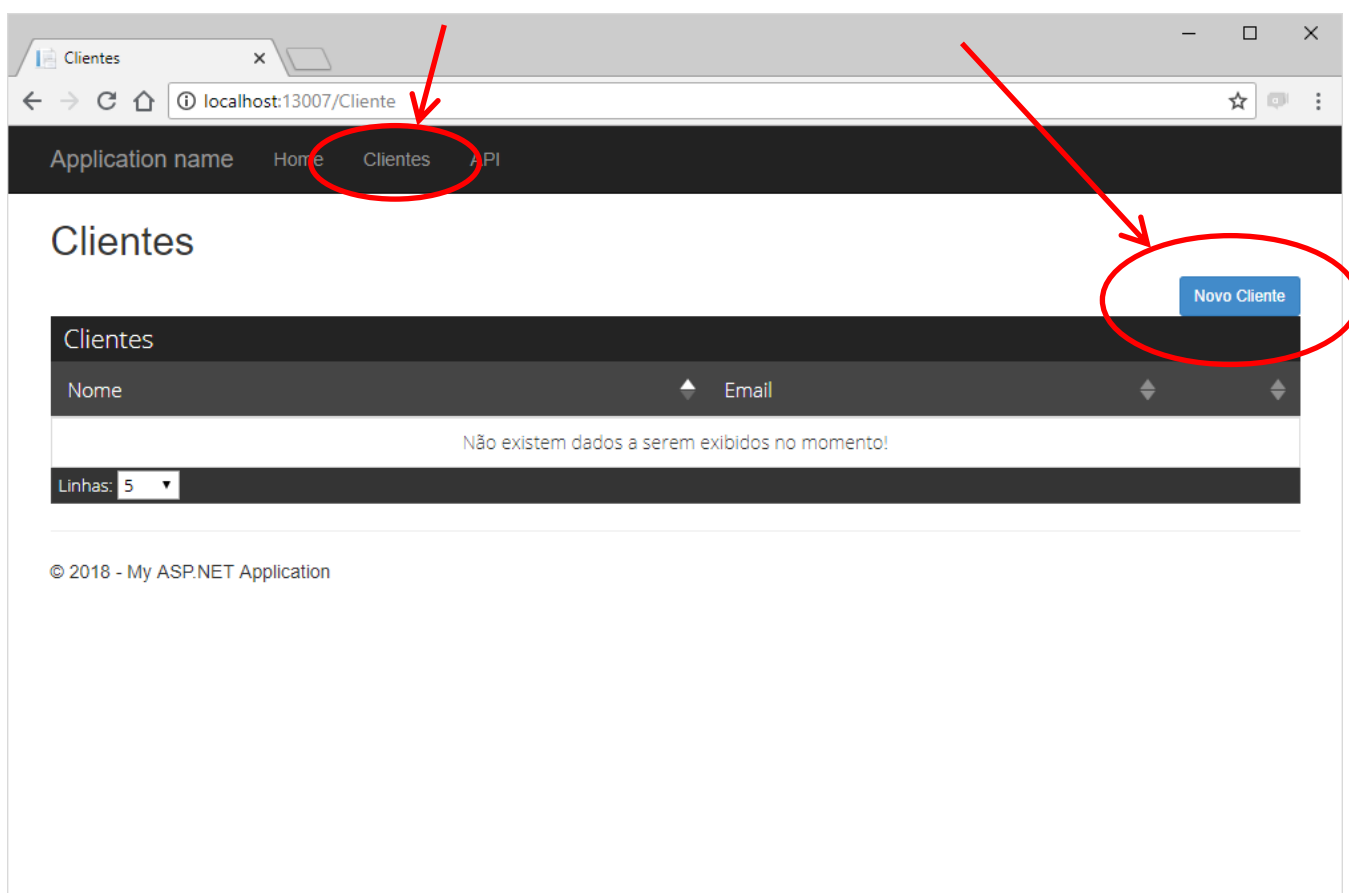 Clientes
localhost:13007/Cliente
Application name Home Clientes API
Clientes
Novo Cliente
Clientes
Nome Email
Não existem dados a serem exibidos no momento!
Linhas: 5
© 2018 - My ASP.NET Application